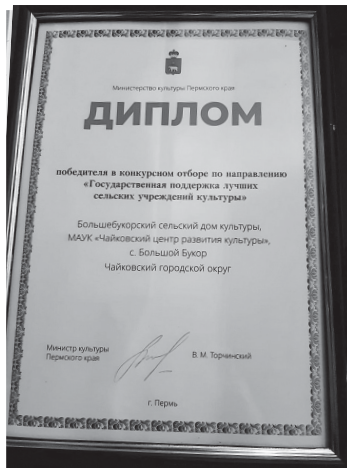 Министерство культуры Пермского края
ДИПЛОМ
победителя в конкурсном отборе по направлению
«Государственная поддержка лучших
сельских учреждений культуры»
Большебукорский сельский дом культуры,
МАУК «Чайковский центр развития культуры»,
с. Большой Букор
Чайковский городской округ
Министр культуры
Пермского края
В. М. Торчинский
г. Пермь